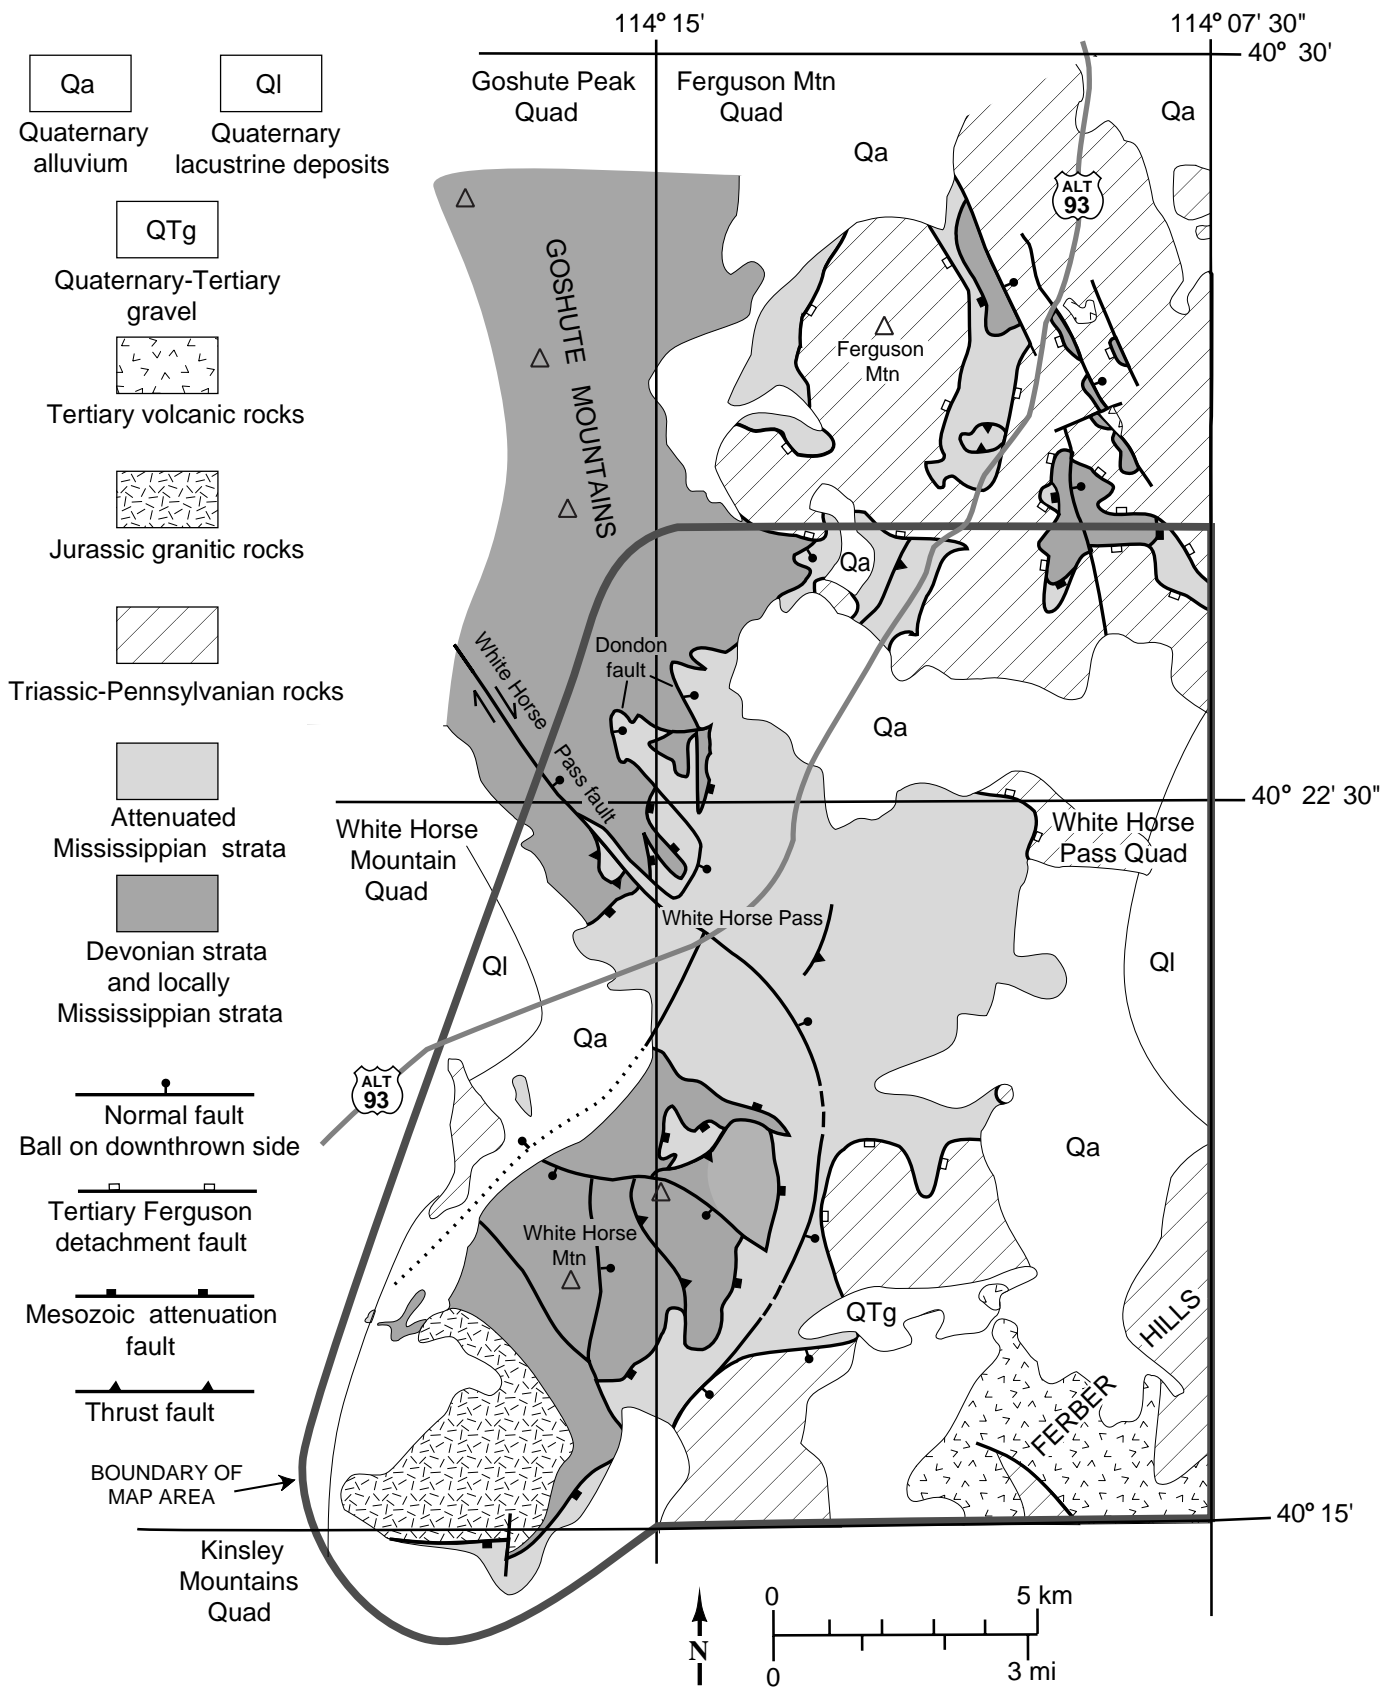 114° 15'
114° 07' 30"
40° 30'
Goshute Peak
Quad
Ferguson Mtn
Quad
Qa
Qa
Qa
Quaternary
alluvium
Ql
Quaternary
lacustrine deposits
QTg
Quaternary-Tertiary
gravel
Tertiary volcanic rocks
Jurassic granitic rocks
Triassic-Pennsylvanian rocks
Attenuated
Mississippian strata
Devonian strata
and locally
Mississippian strata
Normal fault
Ball on downthrown side
Tertiary Ferguson
detachment fault
Mesozoic attenuation
fault
Thrust fault
BOUNDARY OF
MAP AREA
ALT
93
GOSHUTE MOUNTAINS
Ferguson
Mtn
Qa
Dondon
fault
White Horse
Pass fault
Qa
40° 22' 30"
White Horse
Mountain
Quad
White Horse
Pass Quad
White Horse Pass
Ql
Ql
Qa
ALT
93
Qa
White Horse
Mtn
QTg
FERBER
HILLS
40° 15'
Kinsley
Mountains
Quad
N
0
5 km
0
3 mi